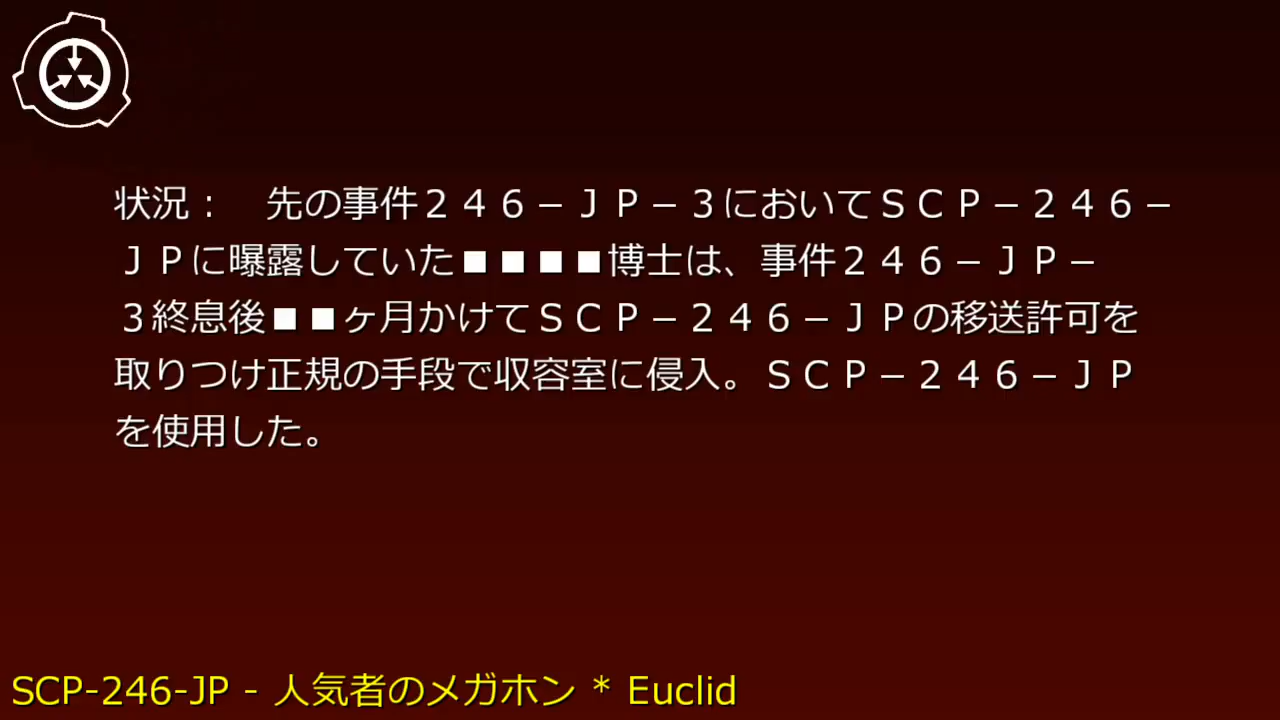 状況：　先の事件２４６－ＪＰ－３においてＳＣＰ－２４６－
ＪＰに曝露していた■■■■博士は、事件２４６－ＪＰ－
３終息後■■ヶ月かけてＳＣＰ－２４６－ＪＰの移送許可を
取りつけ正規の手段で収容室に侵入。ＳＣＰ－２４６－ＪＰ
を使用した。
SCP-246-JP - 人気者のメガホン * Euclid